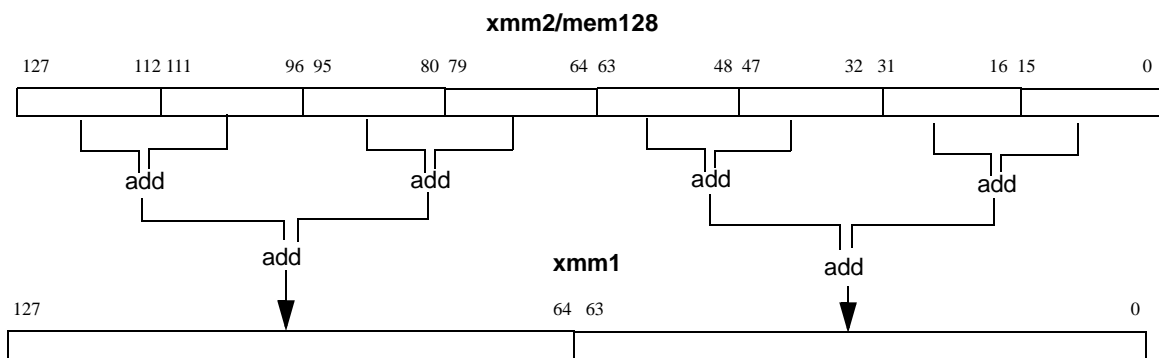 xmm2/mem128
127 112 111 96 95 80 79 64 63 48 47 32 31 16 15 0
add add add add
add add
xmm1
127 64 63 0